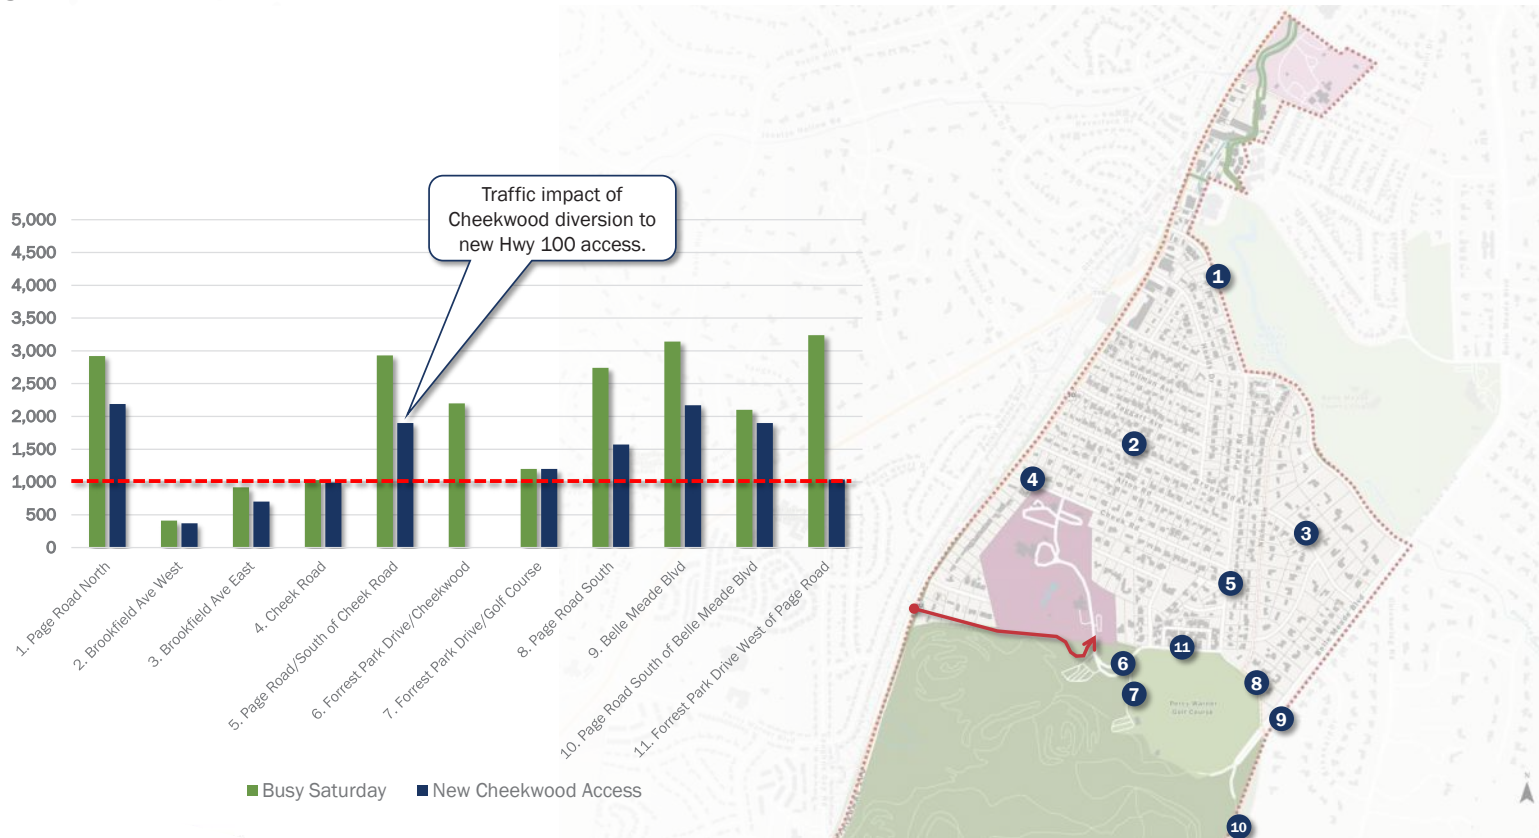 Traffic impact of
Cheekwood diversion to
new Hwy 100 access.
5,000
4,500
4,000
3,500
3,000
2,500
2,000
1,500
1,000
500
0
1. Page Road North
2. Brookfield Ave West
3. Brookfield Ave East
4. Cheek Road
5. Page Road/South of Cheek Road
6. Forrest Park Drive/Cheekwood
7. Forrest Park Drive/Golf Course
8. Page Road South
9. Belle Meade Blvd
10. Page Road South of Belle Meade Blvd
11. Forrest Park Drive West of Page Road
Busy Saturday
New Cheekwood Access
1
2
4
3
5
11
6
8
7
Percy Warner
Golf Course
9
10